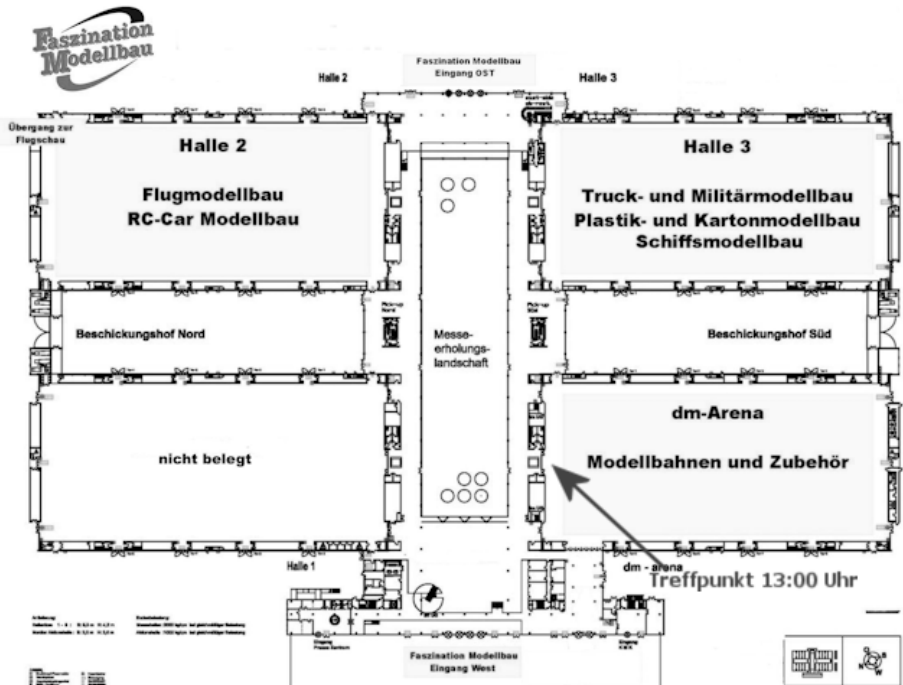 Faszination
Modellbau
Faszination Modellbau
Eingang OST
Halle 2
Halle 3
Übergang zur
Flugschau
Halle 2
Flugmodellbau
RC-Car Modellbau
Halle 3
Truck- und Militärmodellbau
Plastik- und Kartonmodellbau
Schiffsmodellbau
Beschickungshof Nord
Messe-
erholungs-
landschaft
Beschickungshof Süd
nicht belegt
dm-Arena
Modellbahnen und Zubehör
Halle 1
dm - arena
Treffpunkt 13:00 Uhr
Faszination Modellbau
Eingang West